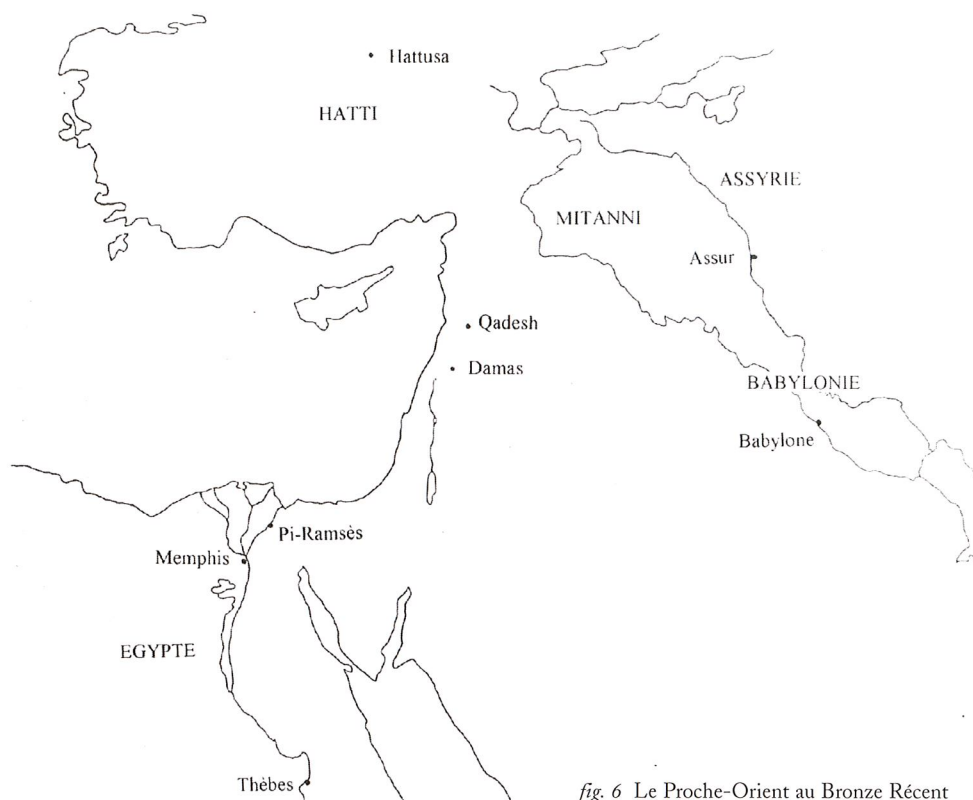 Hattusa
HATTI
ASSYRIE
MITANNI
Assur
Qadesh
Damas
BABYLONIE
Babylone
Pi-Ramsès
Memphis
EGYPTE
Thèbes
fig. 6 Le Proche-Orient au Bronze Récent